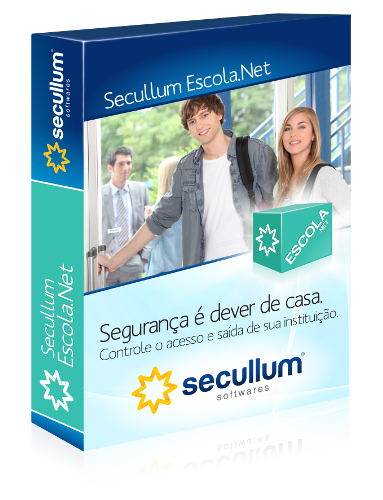 Secullum Escola.Net
secullum
softwares
Secullum
Escola.Net
ESCOLA
.NET
Segurança é dever de casa.
Controle o acesso e saída de sua instituição.
secullum
softwares